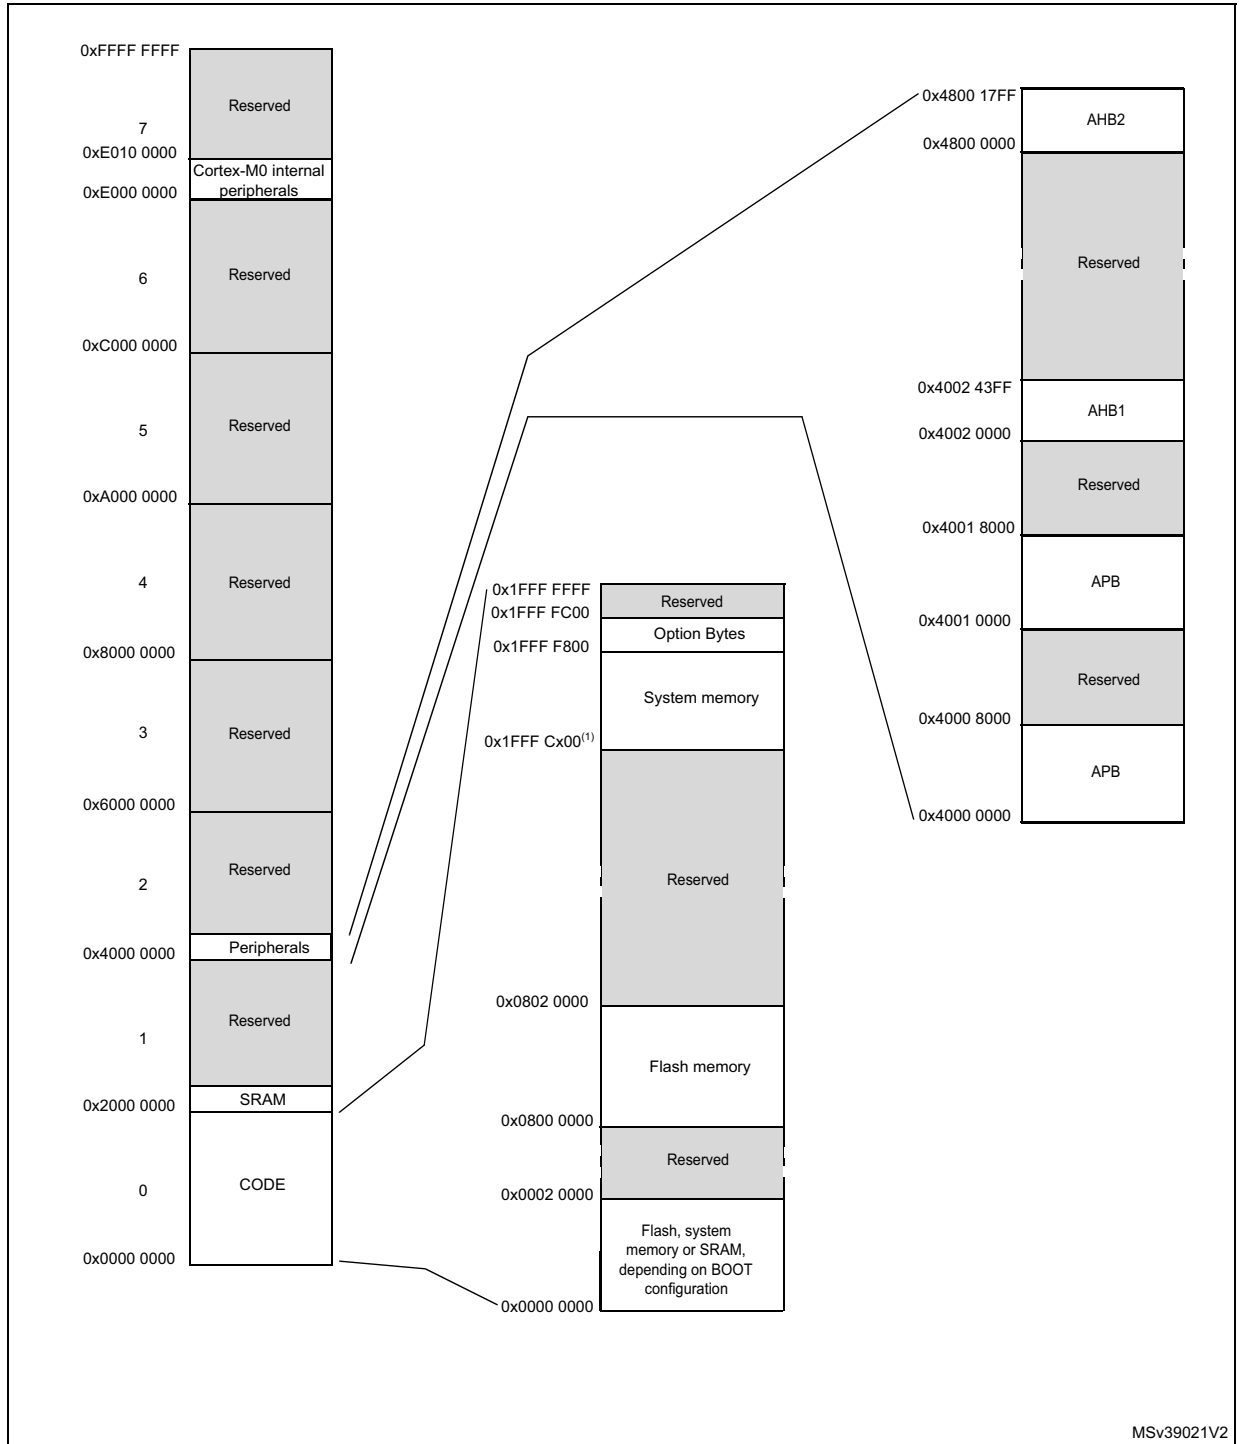 0xFFFF FFFF
Reserved
7
0xE010 0000
Cortex-M0 internal
peripherals
0xE000 0000
Reserved
6
0xC000 0000
Reserved
5
0xA000 0000
Reserved
4
0x8000 0000
Reserved
3
0x6000 0000
Reserved
2
Peripherals
0x4000 0000
Reserved
1
SRAM
0x2000 0000
CODE
0
0x0000 0000
0x1FFF FFFF
Reserved
0x1FFF FC00
Option Bytes
0x1FFF F800
System memory
0x1FFF Cx00(1)
Reserved
0x0802 0000
Flash memory
0x0800 0000
Reserved
0x0002 0000
Flash, system
memory or SRAM,
depending on BOOT
configuration
0x0000 0000
0x4800 17FF
AHB2
0x4800 0000
Reserved
0x4002 43FF
AHB1
0x4002 0000
Reserved
0x4001 8000
APB
0x4001 0000
Reserved
0x4000 8000
APB
0x4000 0000
MSv39021V2